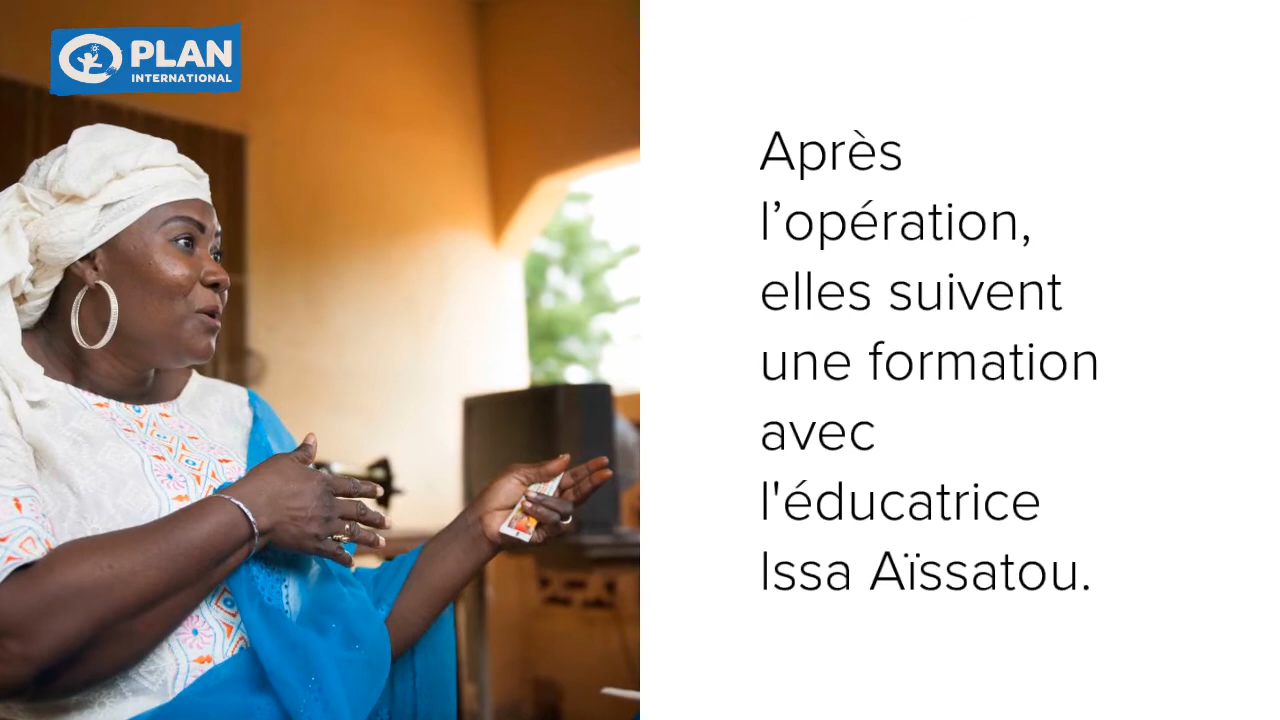 PLAN
INTERNATIONAL
Après
l’opération,
elles suivent
une formation
avec
l'éducatrice
Issa Aïssatou.